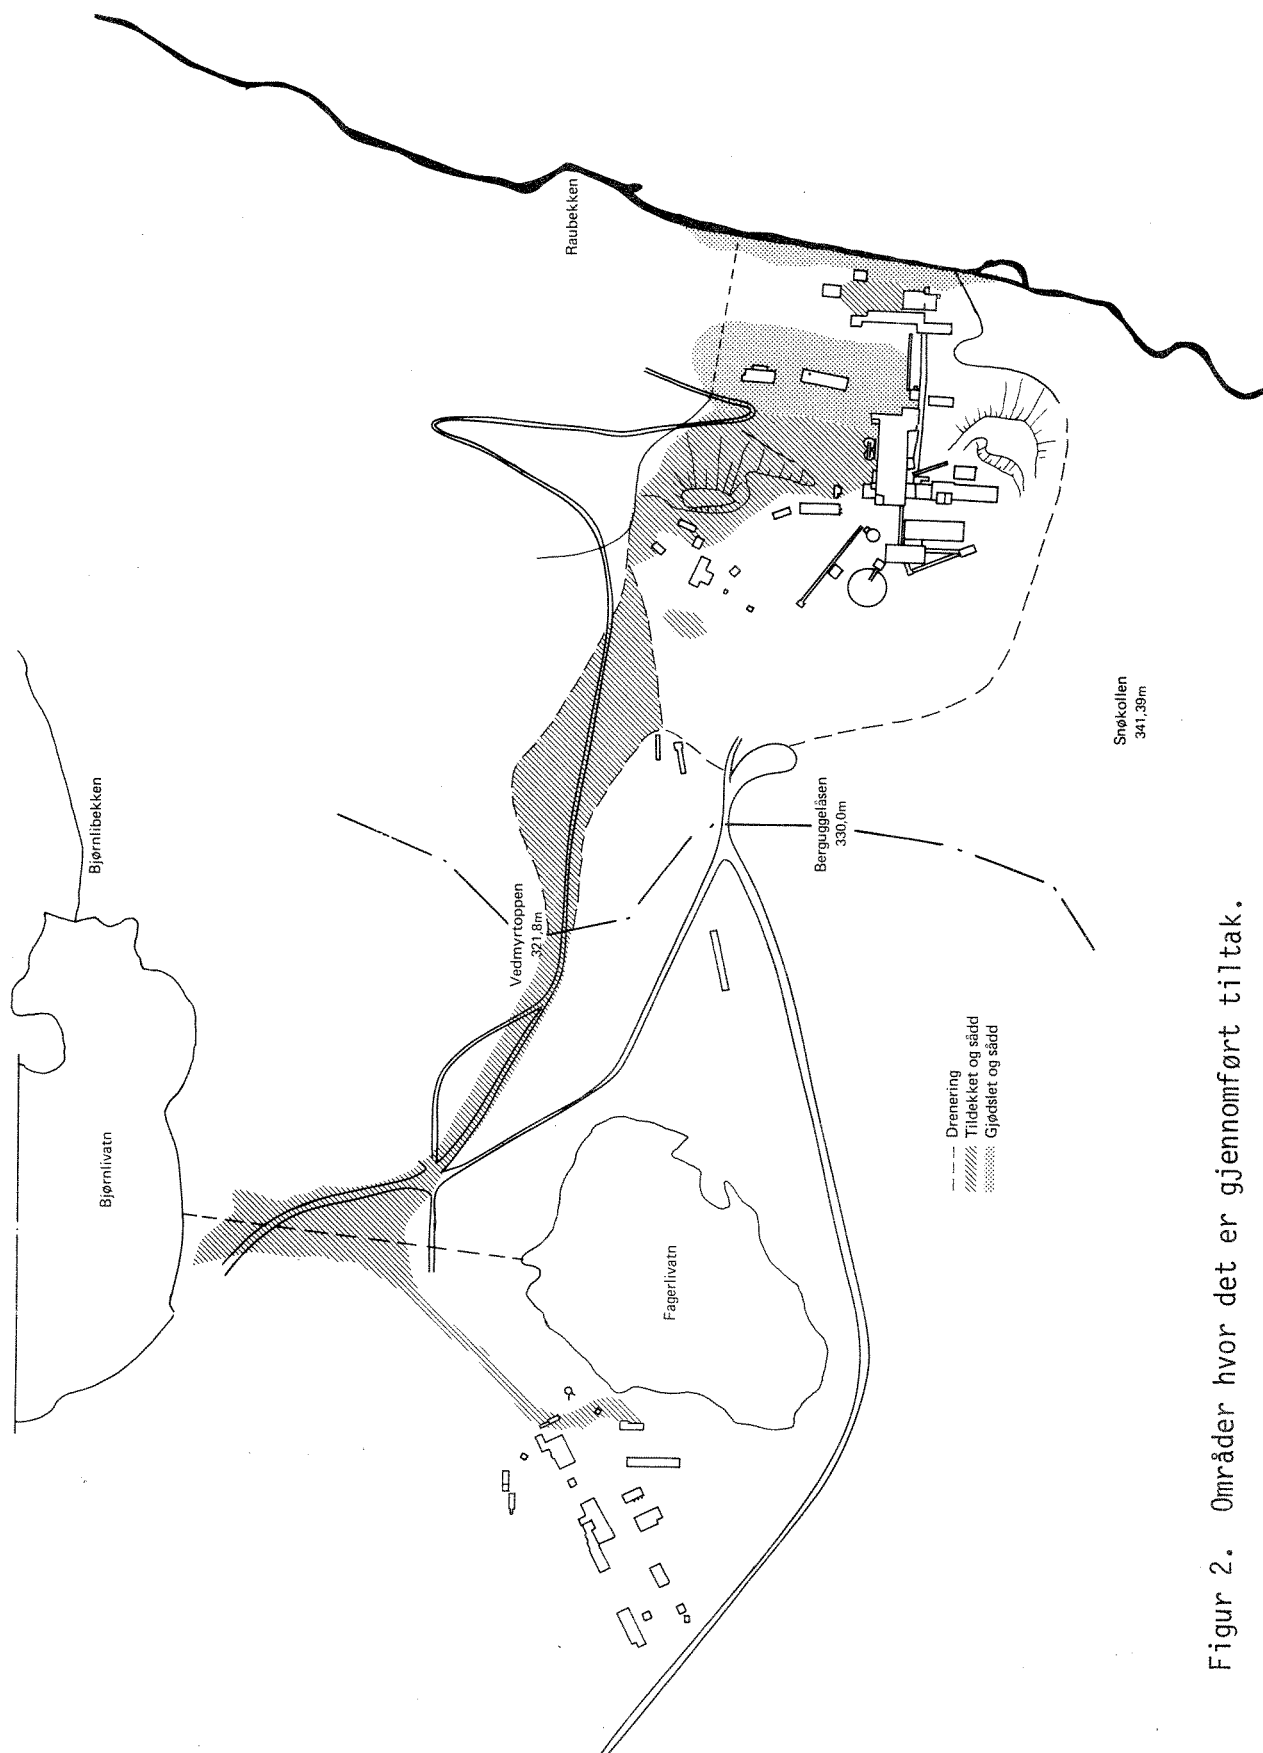 Bjørnlivatn
Bjørnlibekken
Raubekken
Vedmyrtoppen
321,8m
Fagerlivatn
Berguggelåsen
330,0m
Snøkollen
341,39m
Drenering
Tildekket og sådd
Gjødslet og sådd
Figur 2. Områder hvor det er gjennomført tiltak.